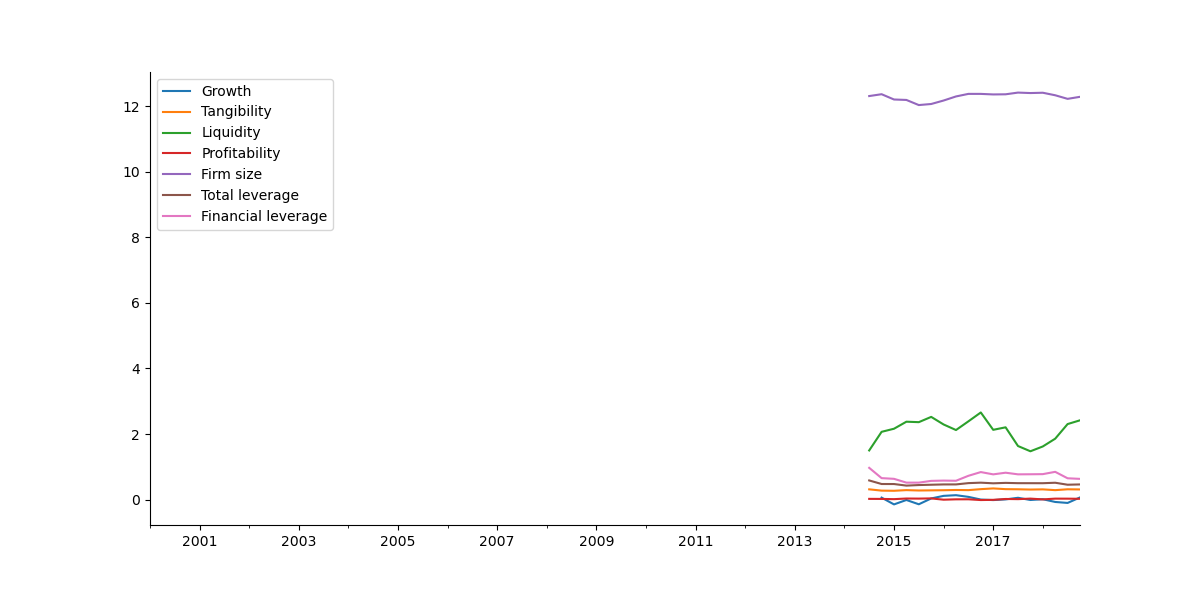 Growth
Tangibility
Liquidity
Profitability
Firm size
Total leverage
Financial leverage
12
10
8
6
4
2
0
2001 2003 2005 2007 2009 2011 2013 2015 2017